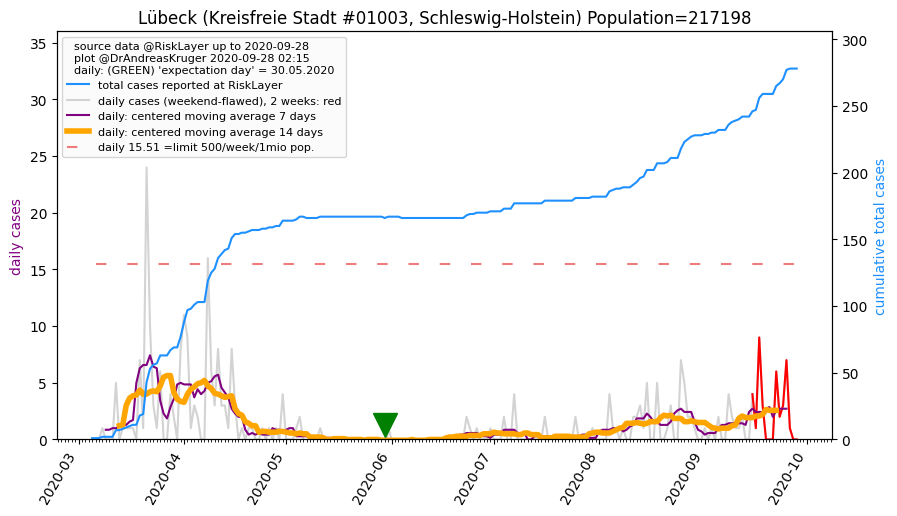 Lübeck (Kreisfreie Stadt #01003, Schleswig-Holstein) Population=217198
source data @RiskLayer up to 2020-09-28
plot @DrAndreasKruger 2020-09-28 02:15
daily: (GREEN) 'expectation day' = 30.05.2020
total cases reported at RiskLayer
daily cases (weekend-flawed), 2 weeks: red
daily: centered moving average 7 days
daily: centered moving average 14 days
daily 15.51 =limit 500/week/1mio pop.
daily cases
35
30
25
20
15
10
5
0
300
250
200
150
100
50
0
cumulative total cases
2020-03
2020-04
2020-05
2020-06
2020-07
2020-08
2020-09
2020-10